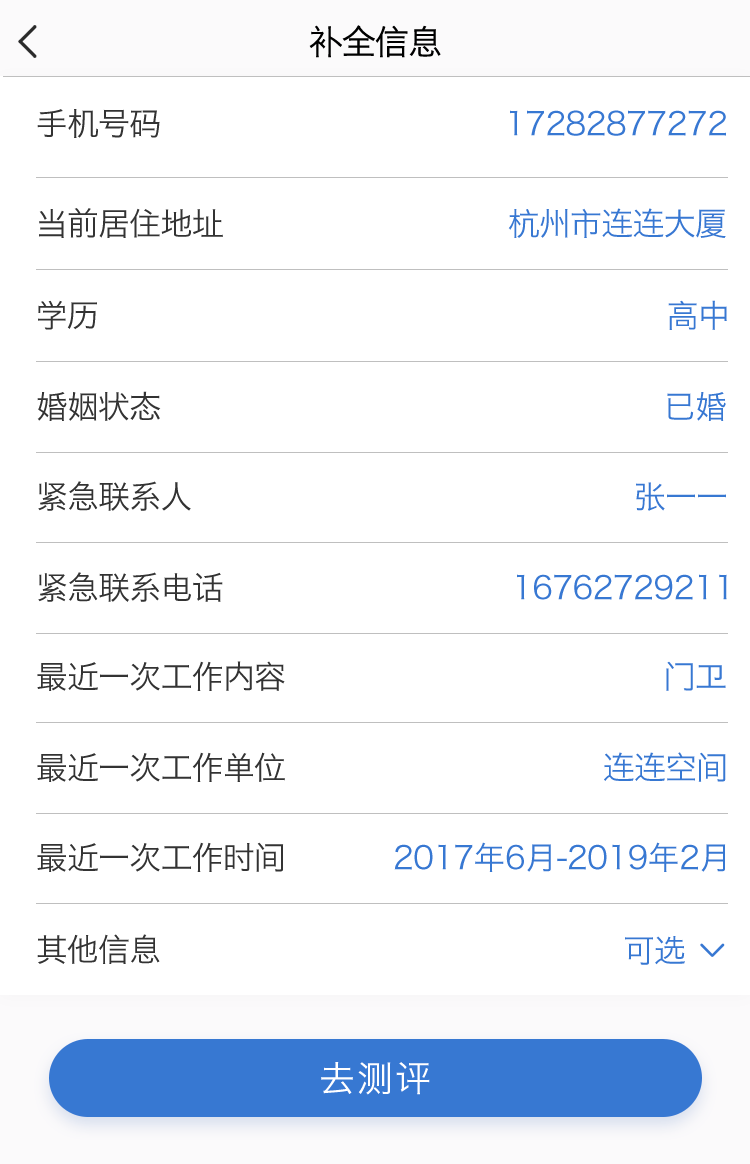 补全信息
手机号码 17282877272
当前居住地址 杭州市连连大厦
学历 高中
婚姻状态 已婚
紧急联系人 张一一
紧急联系电话 16762729211
最近一次工作内容 门卫
最近一次工作单位 连连空间
最近一次工作时间 2017年6月-2019年2月
其他信息 可选
去测评